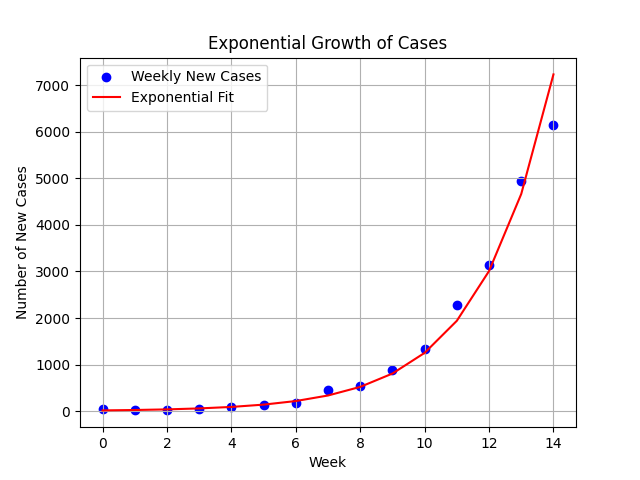 Exponential Growth of Cases
Weekly New Cases
Exponential Fit
Number of New Cases
7000
6000
5000
4000
3000
2000
1000
0
0 2 4 6 8 10 12 14
Week